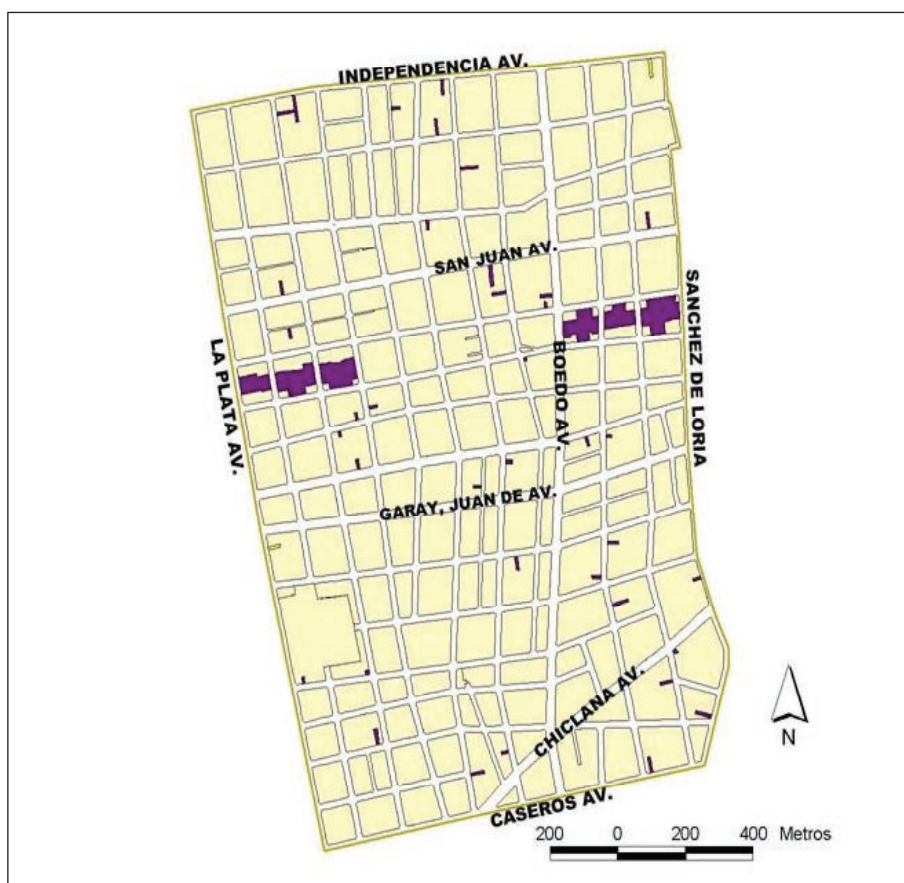 INDEPENDENCIA AV.
SAN JUAN AV.
SANCHEZ DE LORIA
LA PLATA AV.
BOEDO AV.
GARAY, JUAN DE AV.
CHICLANA AV.
N
CASEROS AV.
200 0 200 400 Metros